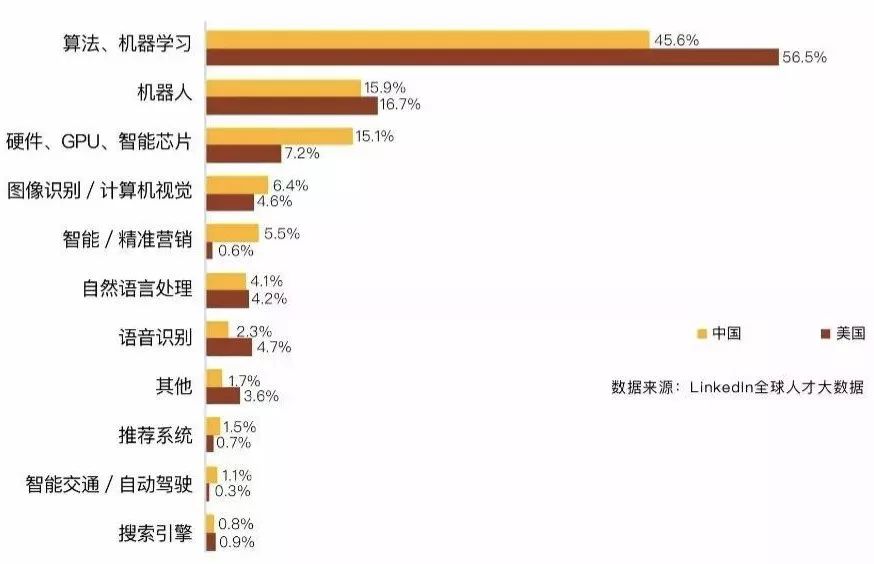 算法、机器学习
45.6%
56.5%
机器人
15.9%
16.7%
硬件、GPU、智能芯片
15.1%
7.2%
图像识别 / 计算机视觉
6.4%
4.6%
智能 / 精准营销
5.5%
0.6%
自然语言处理
4.1%
4.2%
语音识别
2.3%
4.7%
中国
美国
其他
1.7%
3.6%
数据来源：LinkedIn全球人才大数据
推荐系统
1.5%
0.7%
智能交通 / 自动驾驶
1.1%
0.3%
搜索引擎
0.8%
0.9%